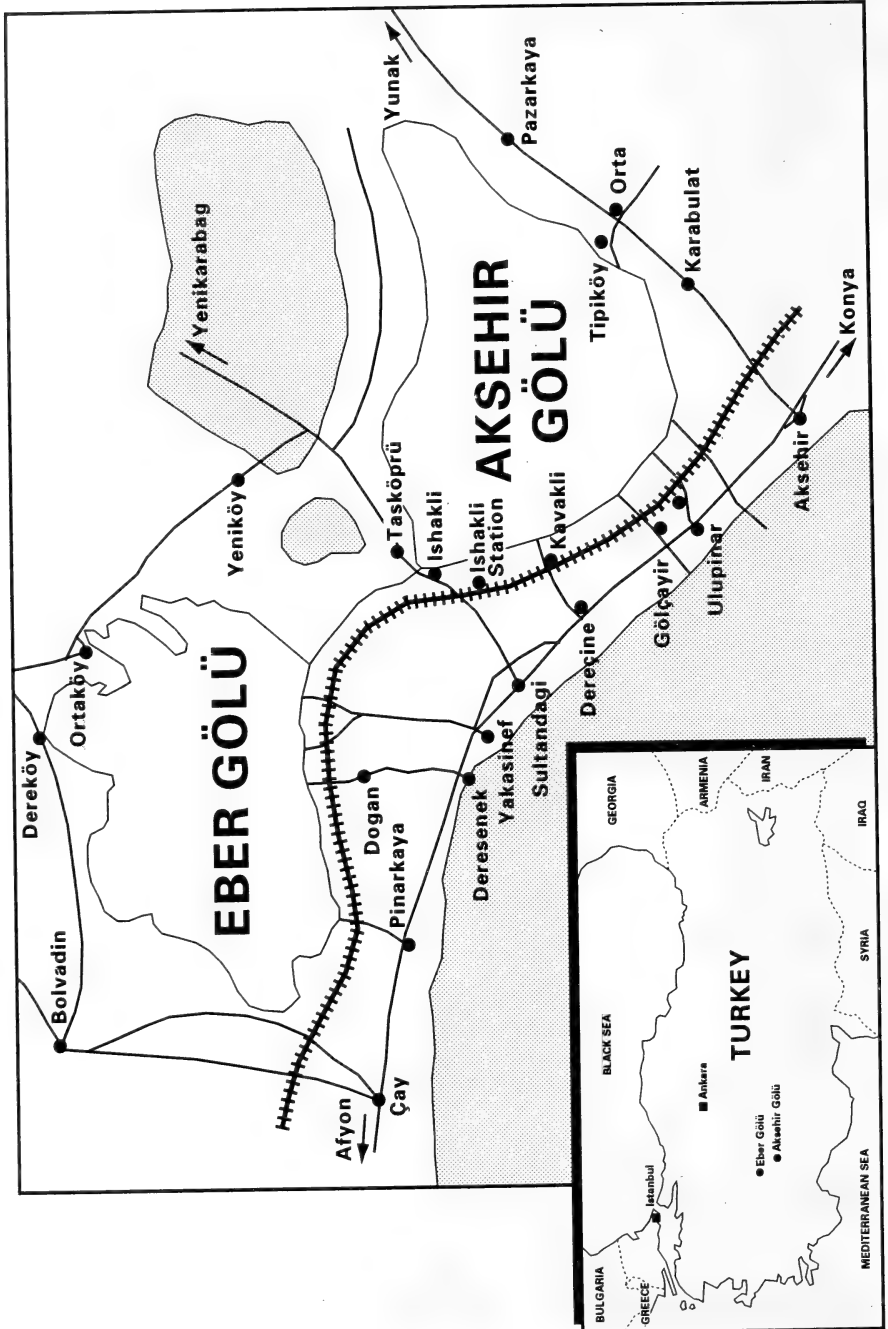 Dereköy
Bolvadin
Ortaköy
Yeniköy
Yenikarabag
EBER GÖLÜ
Yunak
Tasköprü
Afyon
Çay
Dogan
Pinarkaya
Ishakli
Ishakli
Station
AKSEHIR
GÖLÜ
Pazarkaya
Deresenek
Yakasinef
Sultandagi
Kavakli
Dereçine
Tipiköy
Orta
Gölçayir
Ulupinar
Karabulat
Aksehir
Konya
BULGARIA
GREECE
Istanbul
BLACK SEA
GEORGIA
ARMENIA
IRAN
Ankara
TURKEY
Eber Gölü
Aksehir Gölü
MEDITERRANEAN SEA
SYRIA
IRAQ